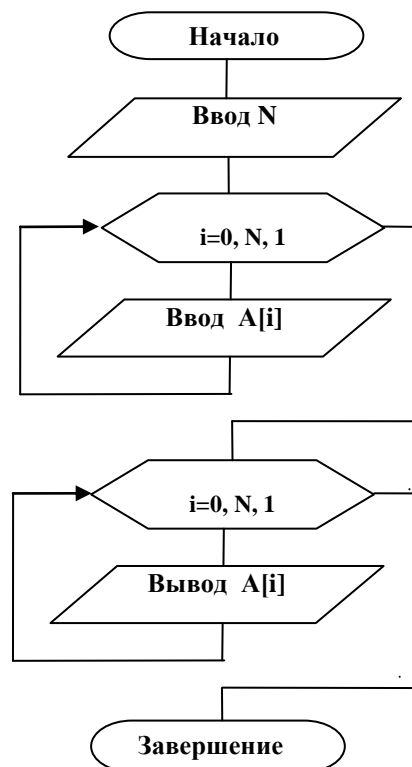 Начало
Ввод N
i=0, N, 1
Ввод A[i]
i=0, N, 1
Вывод A[i]
Завершение